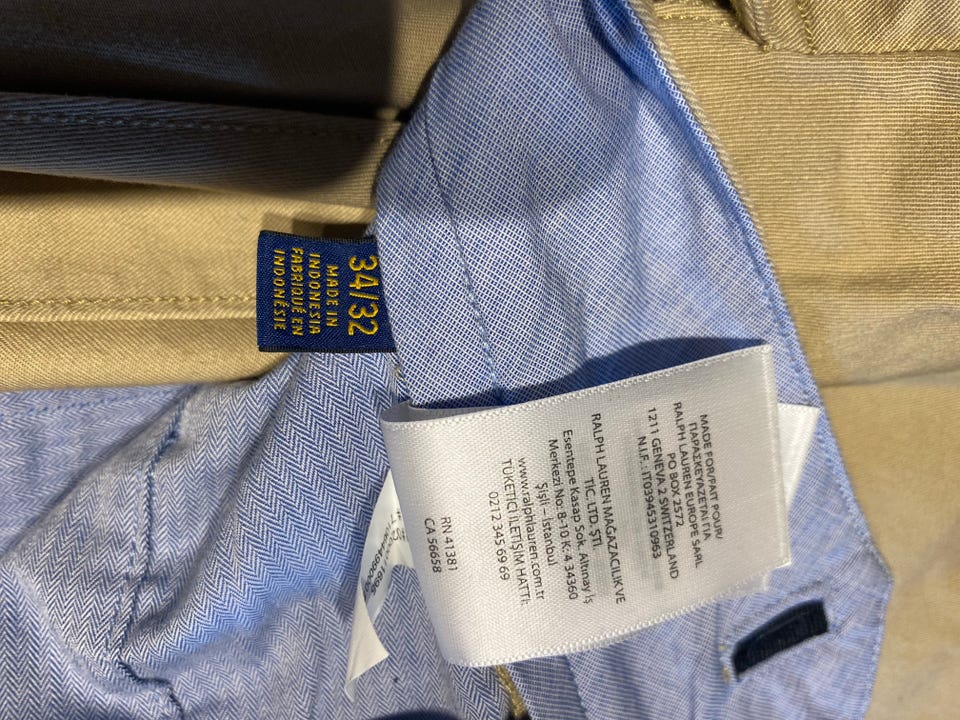 34/32
MADE IN
INDONESIA
FABRIQUÉ EN
INDONÉSIE
MADE FOR/FAIT POUR/
ΠΑΡΑΣΚΕΥΑΖΕΤΑΙ ΓΙΑ
RALPH LAUREN EUROPE SARL
PO BOX 2572
1211 GENEVA 2 SWITZERLAND
N.I.F.: IT03945310963
RALPH LAUREN MAĞAZACILIK VE
TİC. LTD. ŞTİ.
Esentepe Kasap Sok. Altınay İş
Merkezi No: 8-10 K:4 34360
Şişli – İstanbul
www.ralphlauren.com.tr
TÜKETİCİ İLETİŞİM HATTI:
0212 345 69 69
RN 41381
CA 56658